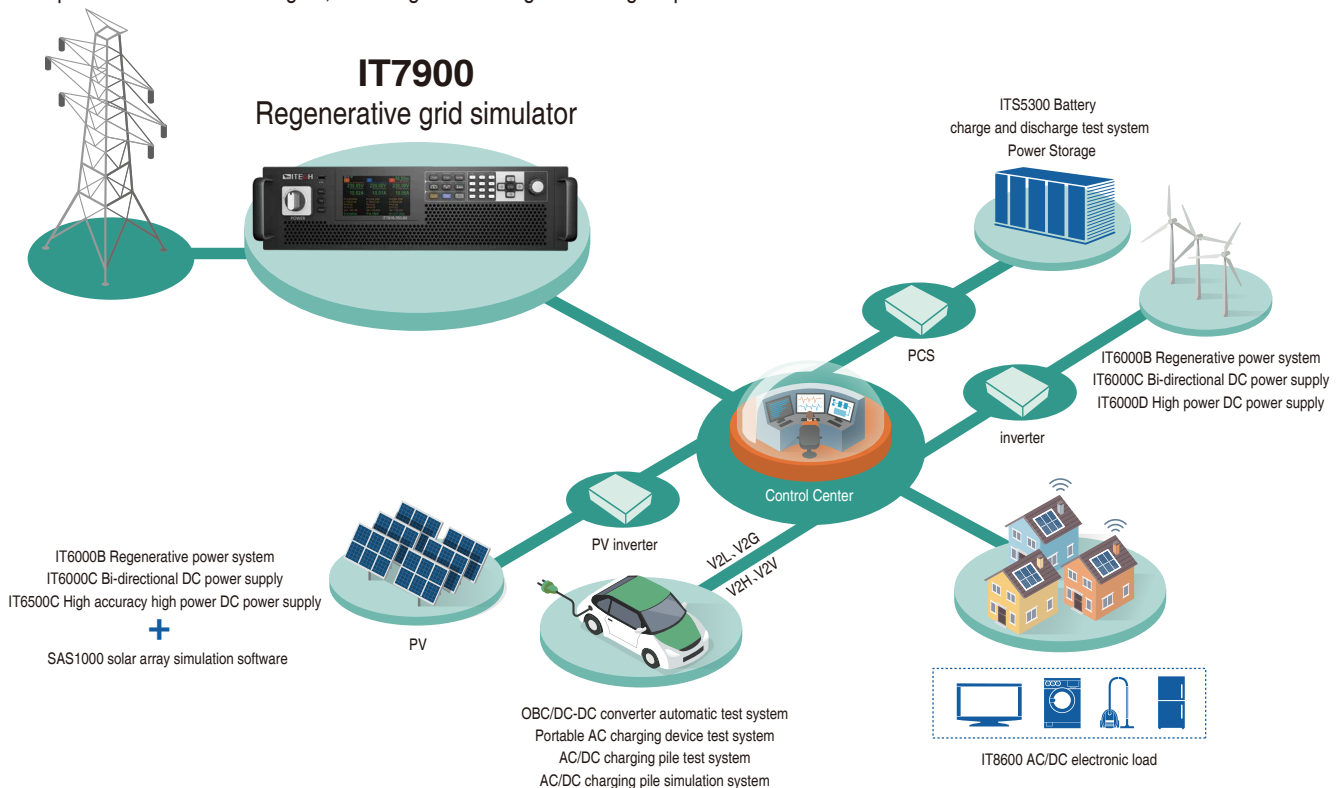 IT7900
Regenerative grid simulator
ITECH
POWER
ITS5300 Battery
charge and discharge test system
Power Storage
PCS
IT6000B Regenerative power system
IT6000C Bi-directional DC power supply
IT6000D High power DC power supply
inverter
Control Center
PV inverter
V2L、V2G
V2H、V2V
IT6000B Regenerative power system
IT6000C Bi-directional DC power supply
IT6500C High accuracy high power DC power supply
+
SAS1000 solar array simulation software
PV
OBC/DC-DC converter automatic test system
Portable AC charging device test system
AC/DC charging pile test system
AC/DC charging pile simulation system
IT8600 AC/DC electronic load